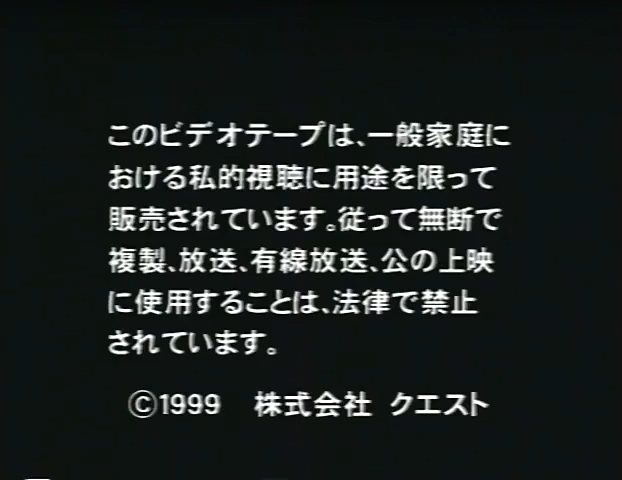 このビデオテープは、一般家庭に
おける私的視聴に用途を限って
販売されています。従って無断で
複製、放送、有線放送、公の上映
に使用することは、法律で禁止
されています。
©1999 株式会社 クエスト